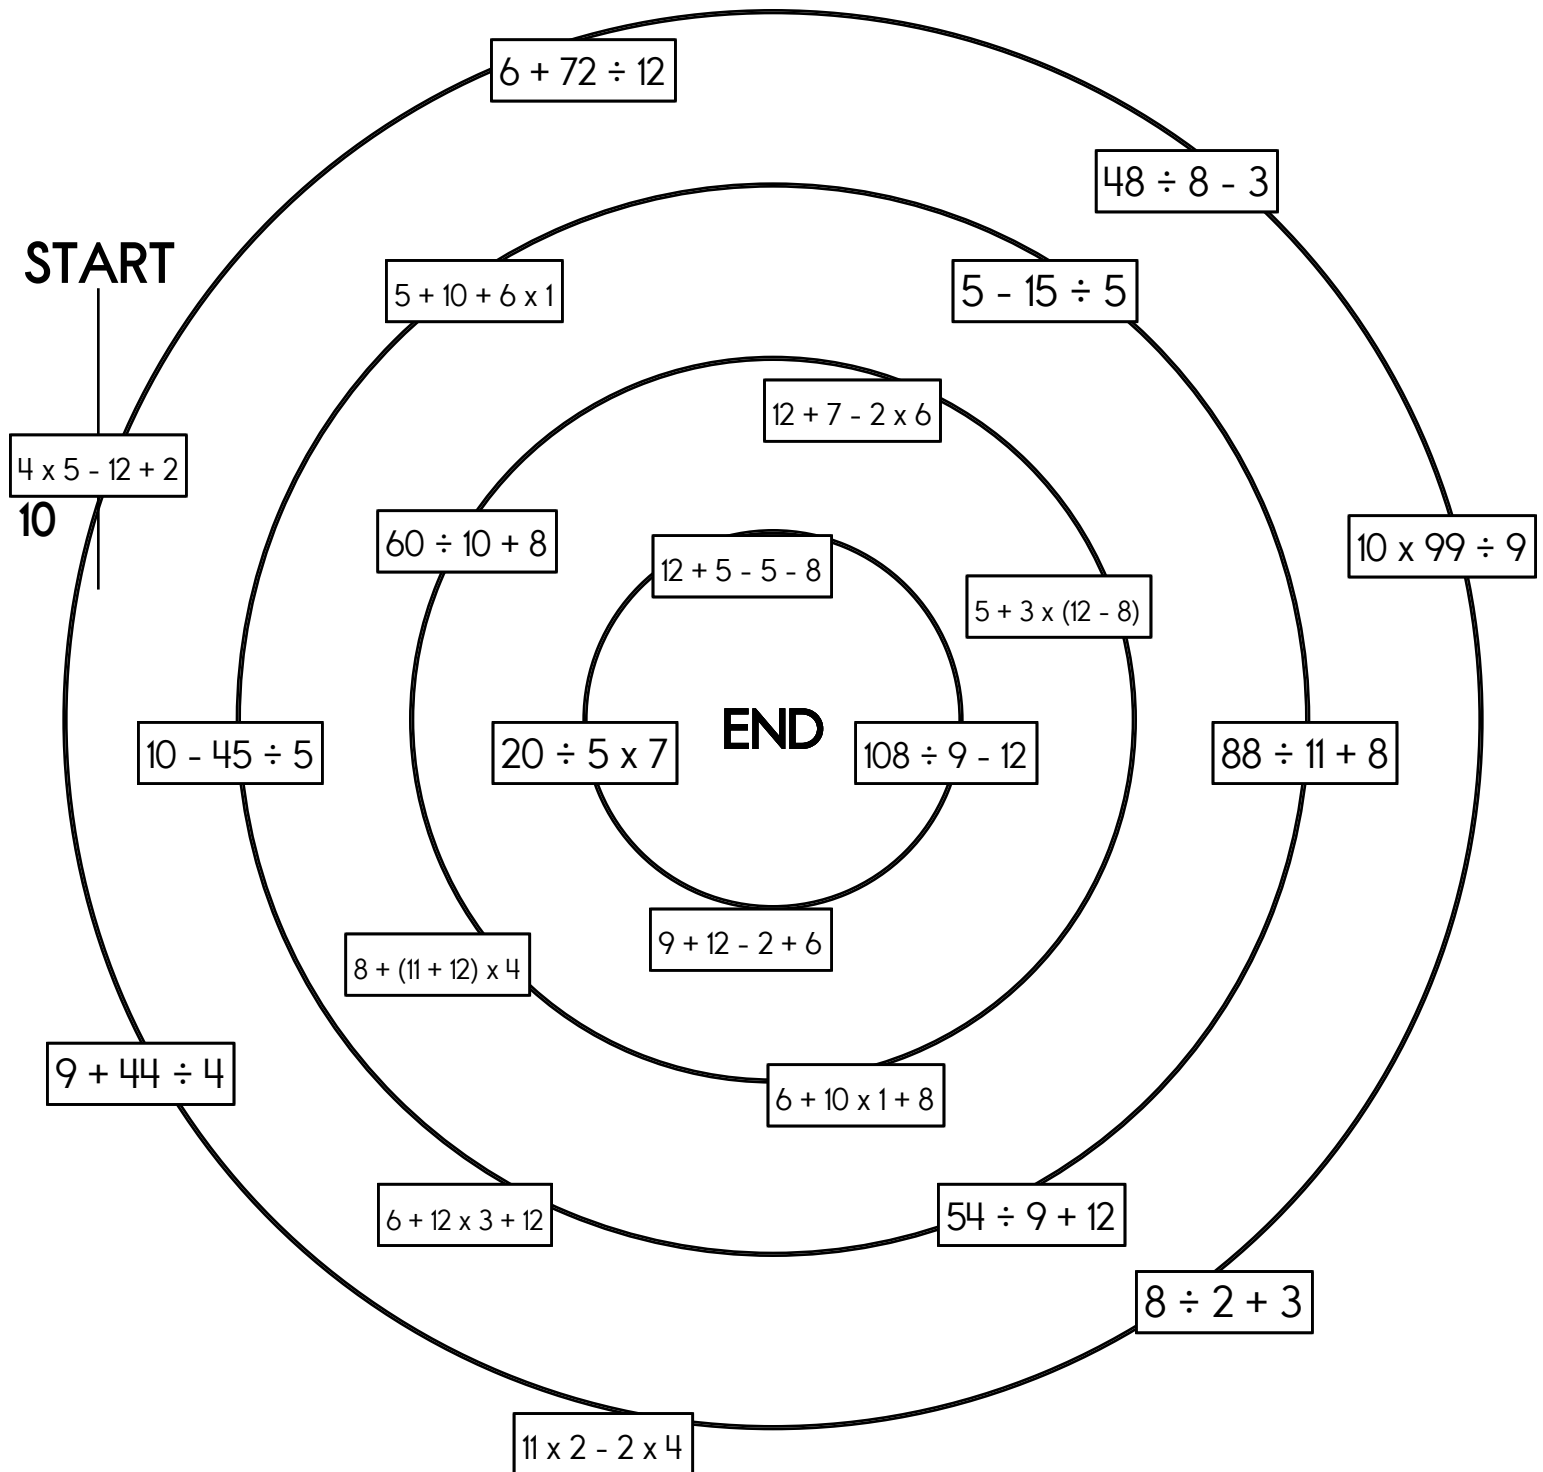 6 + 72 ÷ 12
48 ÷ 8 - 3
START
5 + 10 + 6 x 1
5 - 15 ÷ 5
12 + 7 - 2 x 6
4 x 5 - 12 + 2
10
60 ÷ 10 + 8
10 x 99 ÷ 9
12 + 5 - 5 - 8
5 + 3 x (12 - 8)
10 - 45 ÷ 5
20 ÷ 5 x 7
END
108 ÷ 9 - 12
88 ÷ 11 + 8
9 + 12 - 2 + 6
8 + (11 + 12) x 4
9 + 44 ÷ 4
6 + 10 x 1 + 8
6 + 12 x 3 + 12
54 ÷ 9 + 12
8 ÷ 2 + 3
11 x 2 - 2 x 4